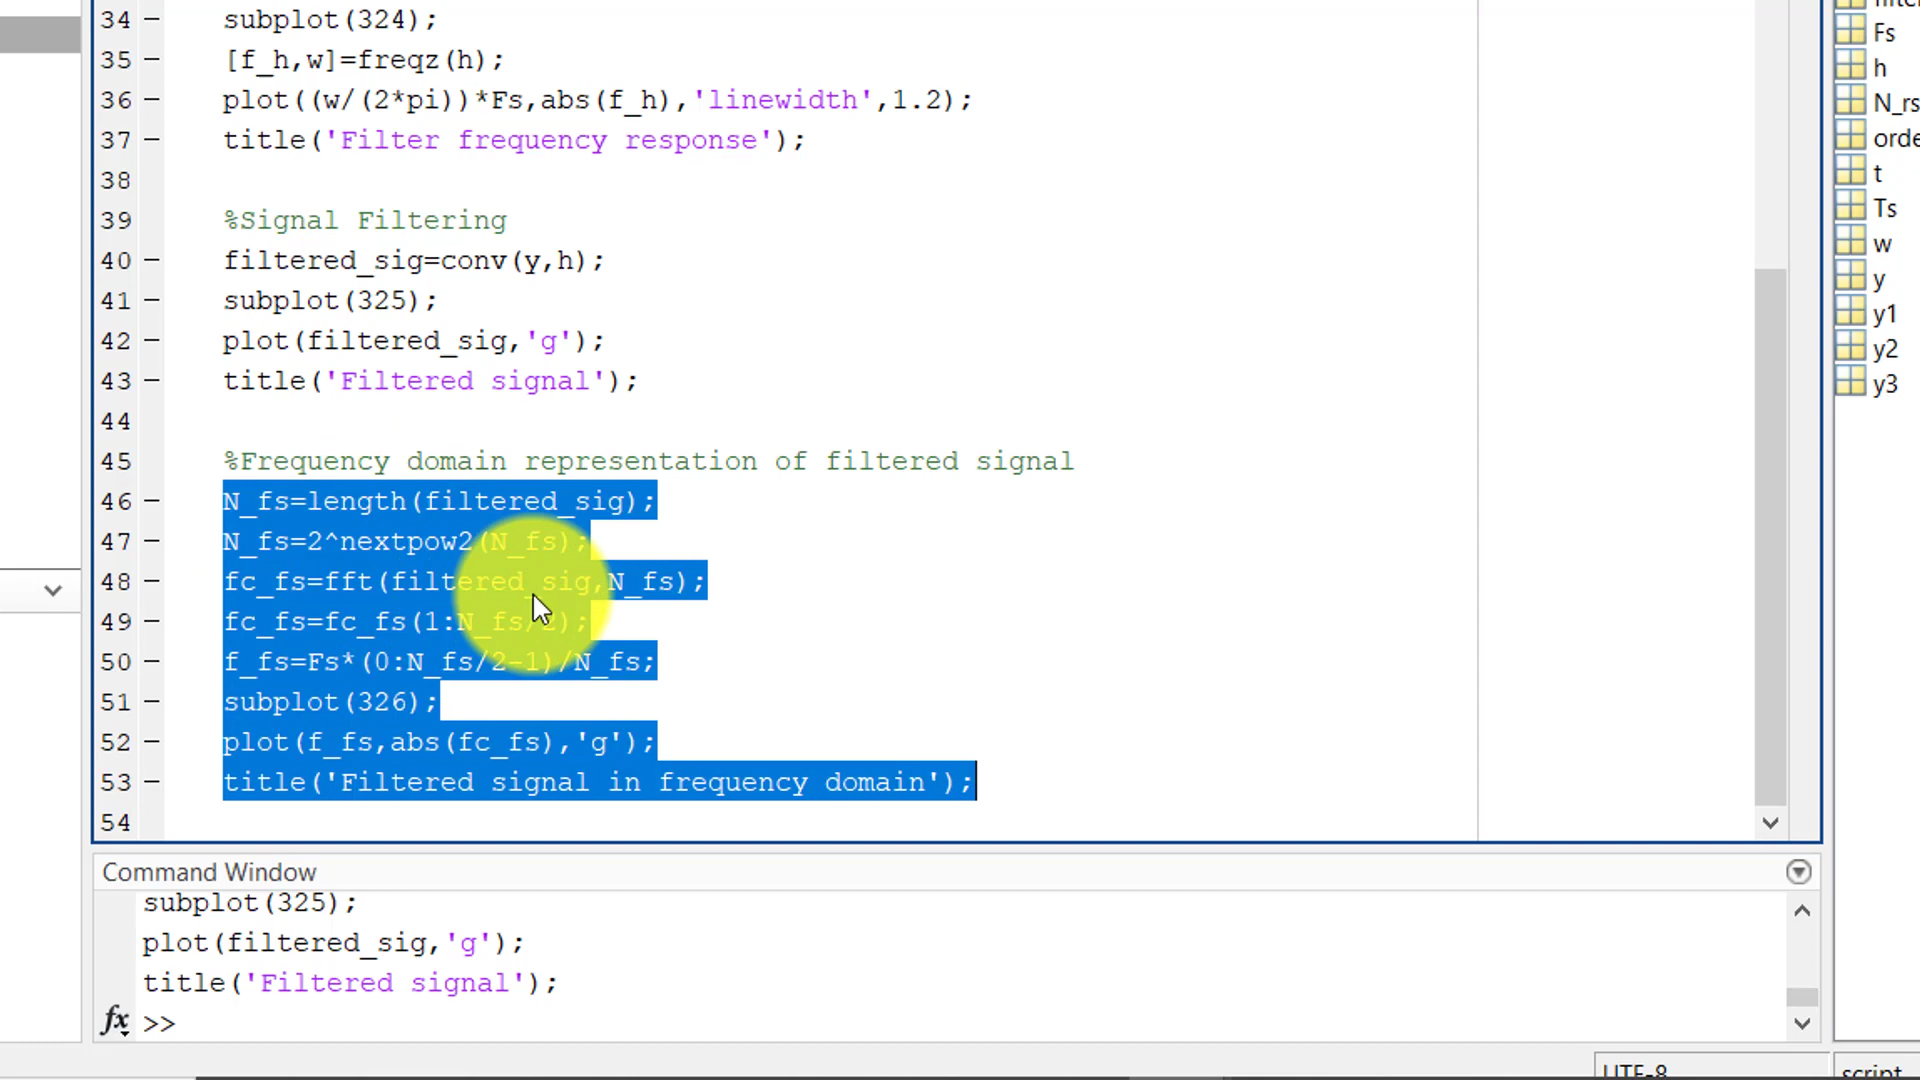 34 - subplot(324);
35 - [f_h,w]=freqz(h);
36 - plot((w/(2*pi))*Fs,abs(f_h),'linewidth',1.2);
37 - title('Filter frequency response');
38
39 %Signal Filtering
40 - filtered_sig=conv(y,h);
41 - subplot(325);
42 - plot(filtered_sig,'g');
43 - title('Filtered signal');
44
45 %Frequency domain representation of filtered signal
46 - N_fs=length(filtered_sig);
47 - N_fs=2^nextpow2(N_fs);
48 - fc_fs=fft(filtered_sig,N_fs);
49 - fc_fs=fc_fs(1:N_fs/2);
50 - f_fs=Fs*(0:N_fs/2-1)/N_fs;
51 - subplot(326);
52 - plot(f_fs,abs(fc_fs),'g');
53 - title('Filtered signal in frequency domain');
54
Command Window
subplot(325);
plot(filtered_sig,'g');
title('Filtered signal');
fx >>
Fs
h
N_rs
orde
t
Ts
w
y
y1
y2
y3
UTF-8
script